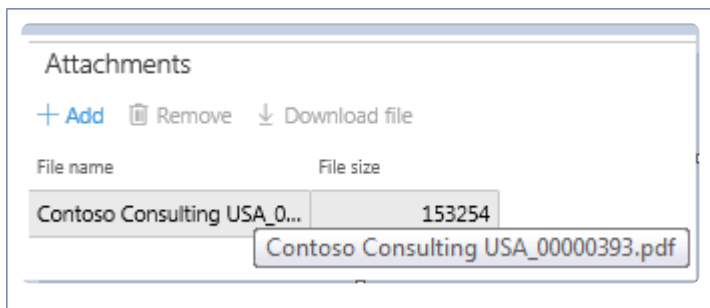 Attachments
Add Remove Download file
File name File size
Contoso Consulting USA_0... 153254
Contoso Consulting USA_00000393.pdf